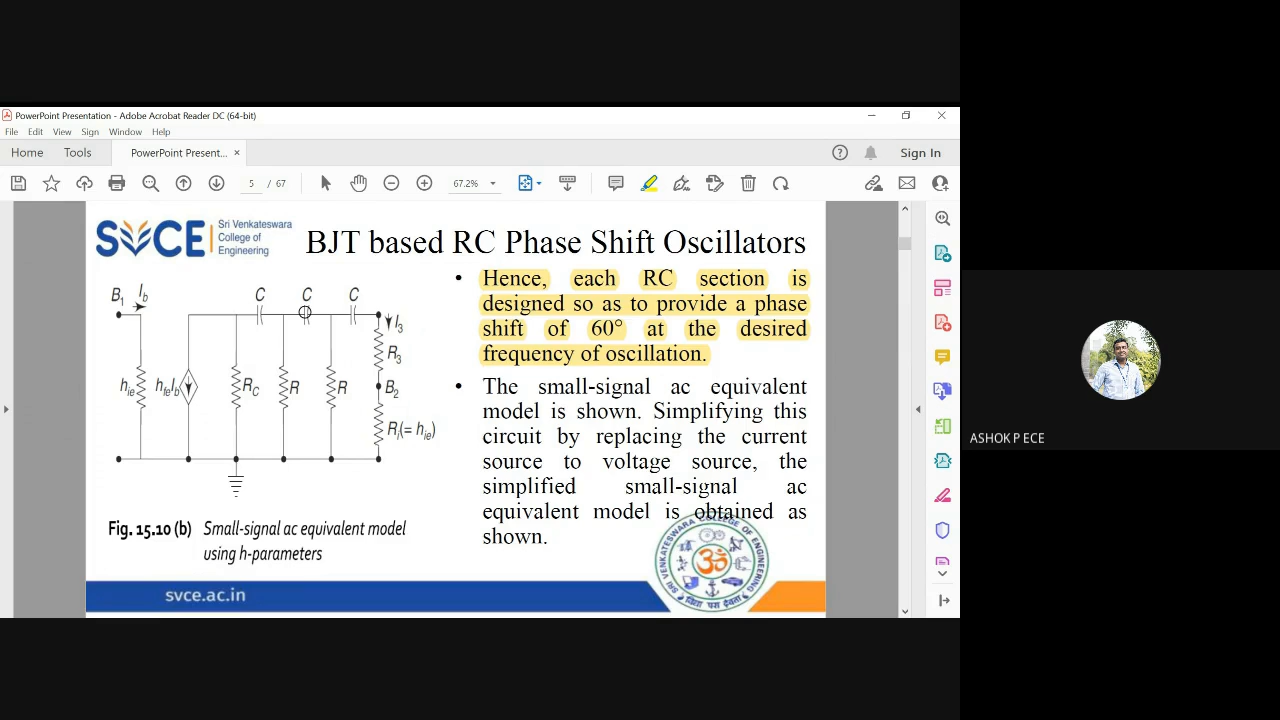 PowerPoint Presentation - Adobe Acrobat Reader DC (64-bit)
File Edit View Sign Window Help
Home Tools PowerPoint Present... × Sign In
5 / 67 67.2%
SVCE
Sri Venkateswara
College of
Engineering
BJT based RC Phase Shift Oscillators
B1 Ib C C C
I3
R3
hie hfeIb RC R R B2
Ri(= hie)
Fig. 15.10 (b) Small-signal ac equivalent model
using h-parameters
• Hence, each RC section is
designed so as to provide a phase
shift of 60° at the desired
frequency of oscillation.
• The small-signal ac equivalent
model is shown. Simplifying this
circuit by replacing the current
source to voltage source, the
simplified small-signal ac
equivalent model is obtained as
shown.
SRI VENKATESWARA COLLEGE OF ENGINEERING
ॐ
svce.ac.in
ASHOK P ECE